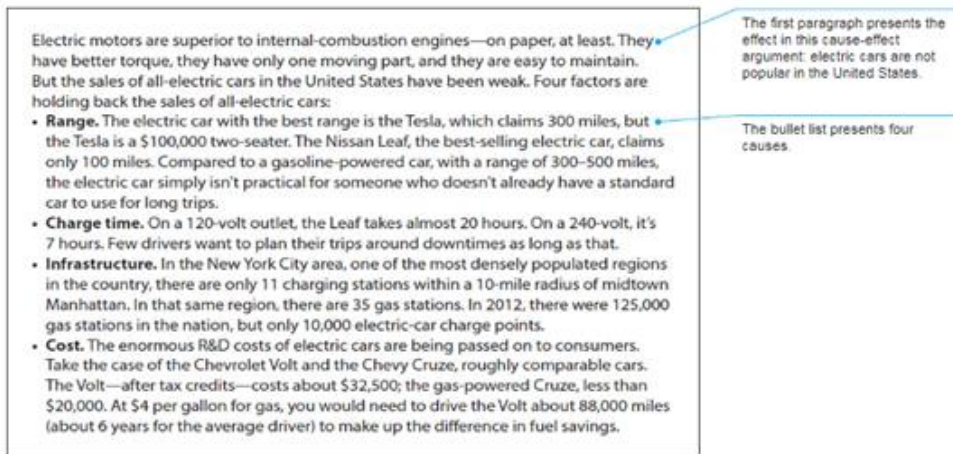 Electric motors are superior to internal-combustion engines—on paper, at least. They
have better torque, they have only one moving part, and they are easy to maintain.
But the sales of all-electric cars in the United States have been weak. Four factors are
holding back the sales of all-electric cars:
• Range. The electric car with the best range is the Tesla, which claims 300 miles, but
the Tesla is a $100,000 two-seater. The Nissan Leaf, the best-selling electric car, claims
only 100 miles. Compared to a gasoline-powered car, with a range of 300–500 miles,
the electric car simply isn't practical for someone who doesn't already have a standard
car to use for long trips.
• Charge time. On a 120-volt outlet, the Leaf takes almost 20 hours. On a 240-volt, it's
7 hours. Few drivers want to plan their trips around downtimes as long as that.
• Infrastructure. In the New York City area, one of the most densely populated regions
in the country, there are only 11 charging stations within a 10-mile radius of midtown
Manhattan. In that same region, there are 35 gas stations. In 2012, there were 125,000
gas stations in the nation, but only 10,000 electric-car charge points.
• Cost. The enormous R&D costs of electric cars are being passed on to consumers.
Take the case of the Chevrolet Volt and the Chevy Cruze, roughly comparable cars.
The Volt—after tax credits—costs about $32,500; the gas-powered Cruze, less than
$20,000. At $4 per gallon for gas, you would need to drive the Volt about 88,000 miles
(about 6 years for the average driver) to make up the difference in fuel savings.
The first paragraph presents the
effect in this cause-effect
argument: electric cars are not
popular in the United States.
The bullet list presents four
causes.